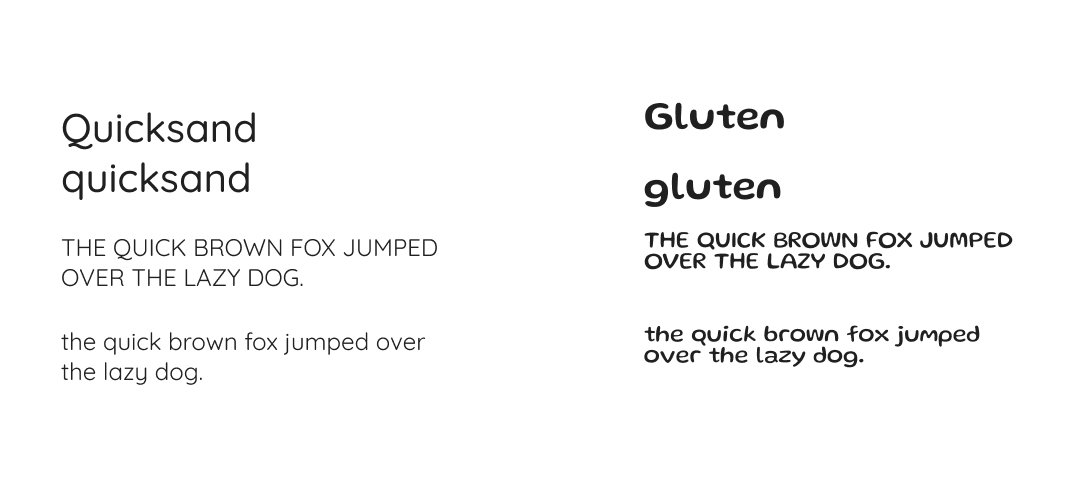 Quicksand
quicksand
THE QUICK BROWN FOX JUMPED
OVER THE LAZY DOG.
the quick brown fox jumped over
the lazy dog.
Gluten
gluten
THE QUICK BROWN FOX JUMPED
OVER THE LAZY DOG.
the quick brown fox jumped
over the lazy dog.